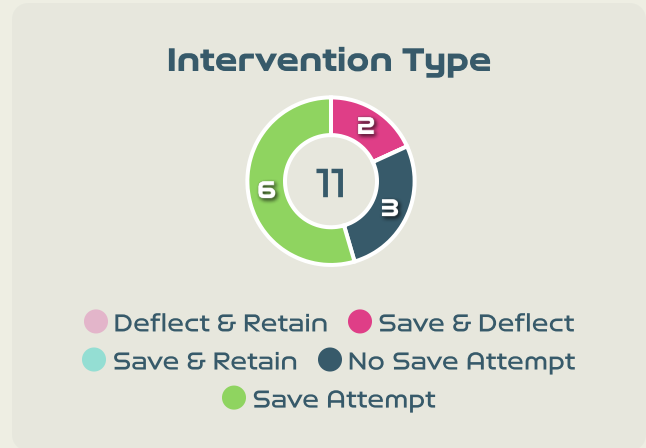 Intervention Type
2
11
6
3
Deflect & Retain Save & Deflect
Save & Retain No Save Attempt
Save Attempt